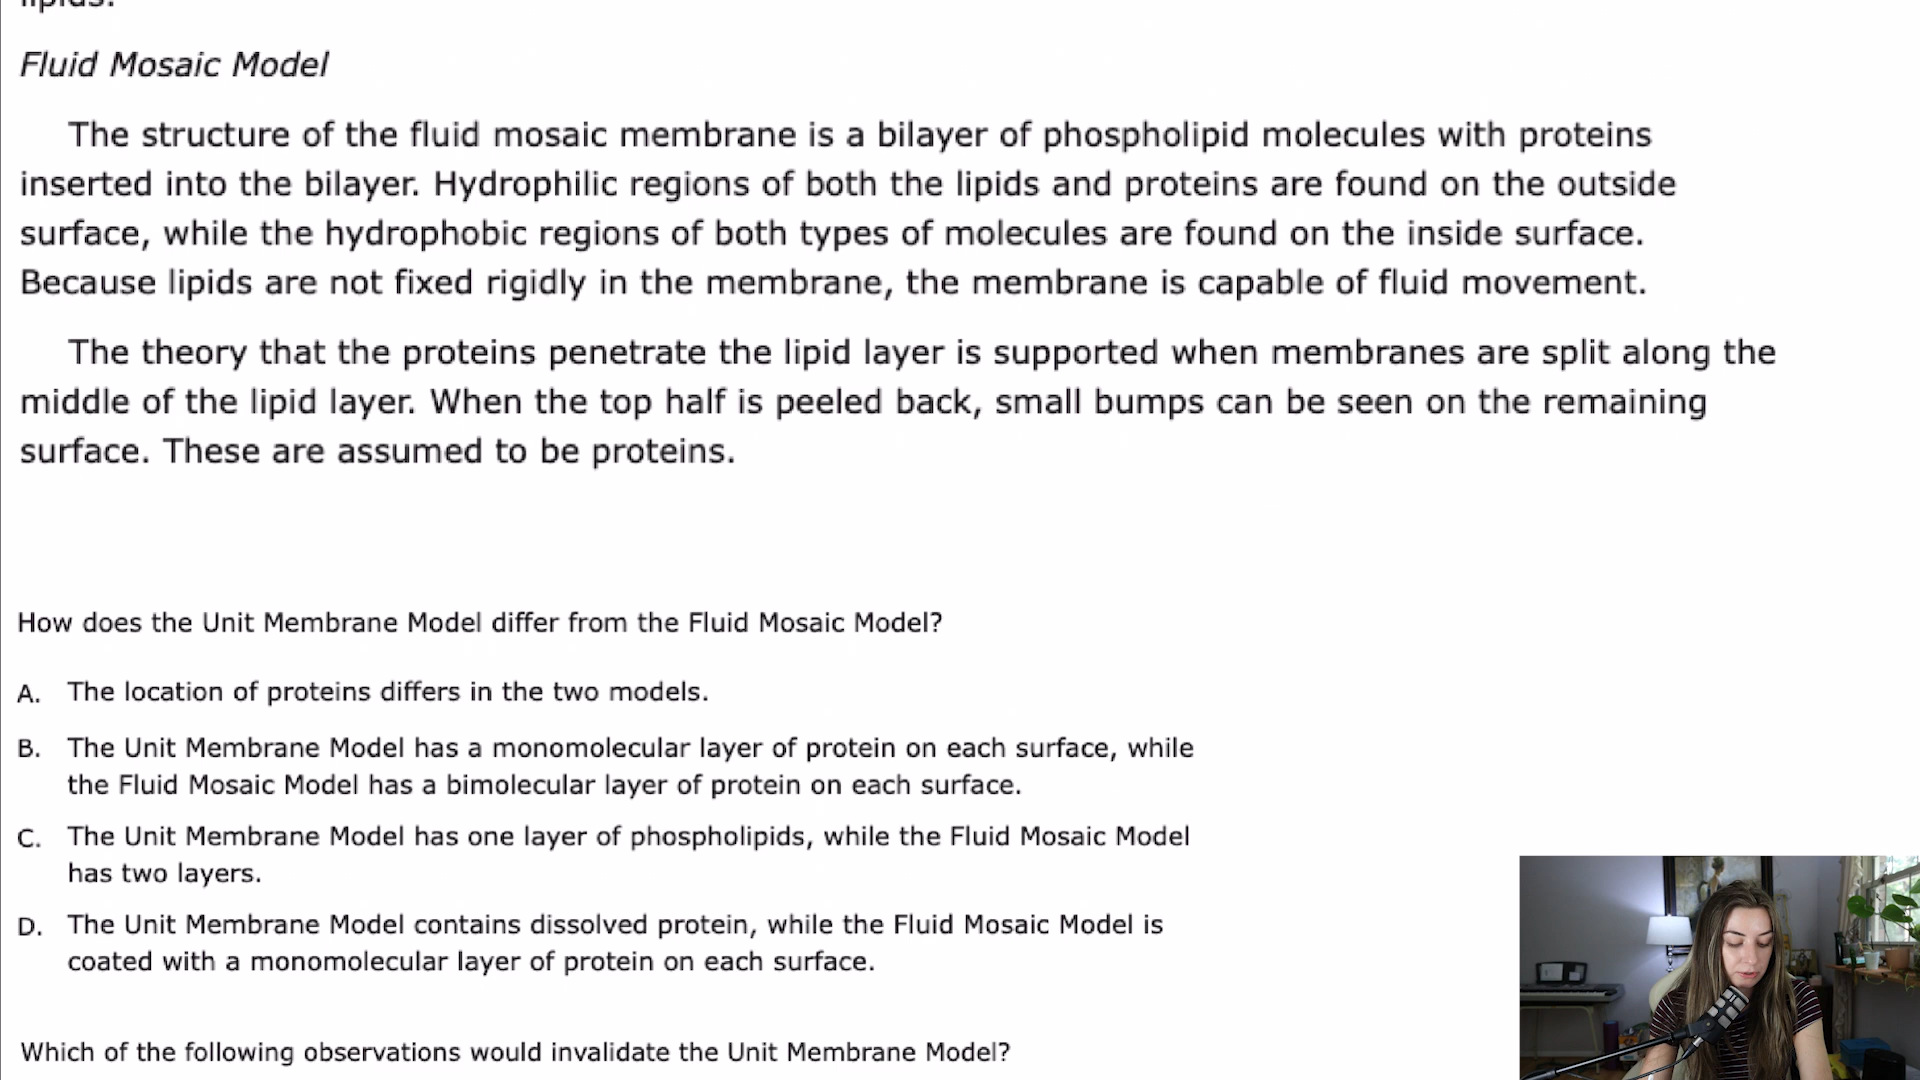 lipids.
Fluid Mosaic Model
The structure of the fluid mosaic membrane is a bilayer of phospholipid molecules with proteins
inserted into the bilayer. Hydrophilic regions of both the lipids and proteins are found on the outside
surface, while the hydrophobic regions of both types of molecules are found on the inside surface.
Because lipids are not fixed rigidly in the membrane, the membrane is capable of fluid movement.
The theory that the proteins penetrate the lipid layer is supported when membranes are split along the
middle of the lipid layer. When the top half is peeled back, small bumps can be seen on the remaining
surface. These are assumed to be proteins.
How does the Unit Membrane Model differ from the Fluid Mosaic Model?
A. The location of proteins differs in the two models.
B. The Unit Membrane Model has a monomolecular layer of protein on each surface, while
the Fluid Mosaic Model has a bimolecular layer of protein on each surface.
C. The Unit Membrane Model has one layer of phospholipids, while the Fluid Mosaic Model
has two layers.
D. The Unit Membrane Model contains dissolved protein, while the Fluid Mosaic Model is
coated with a monomolecular layer of protein on each surface.
Which of the following observations would invalidate the Unit Membrane Model?